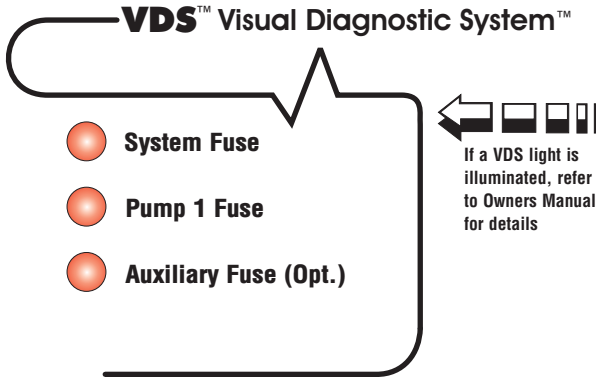 VDS™ Visual Diagnostic System™
System Fuse
Pump 1 Fuse
Auxiliary Fuse (Opt.)
If a VDS light is
illuminated, refer
to Owners Manual
for details